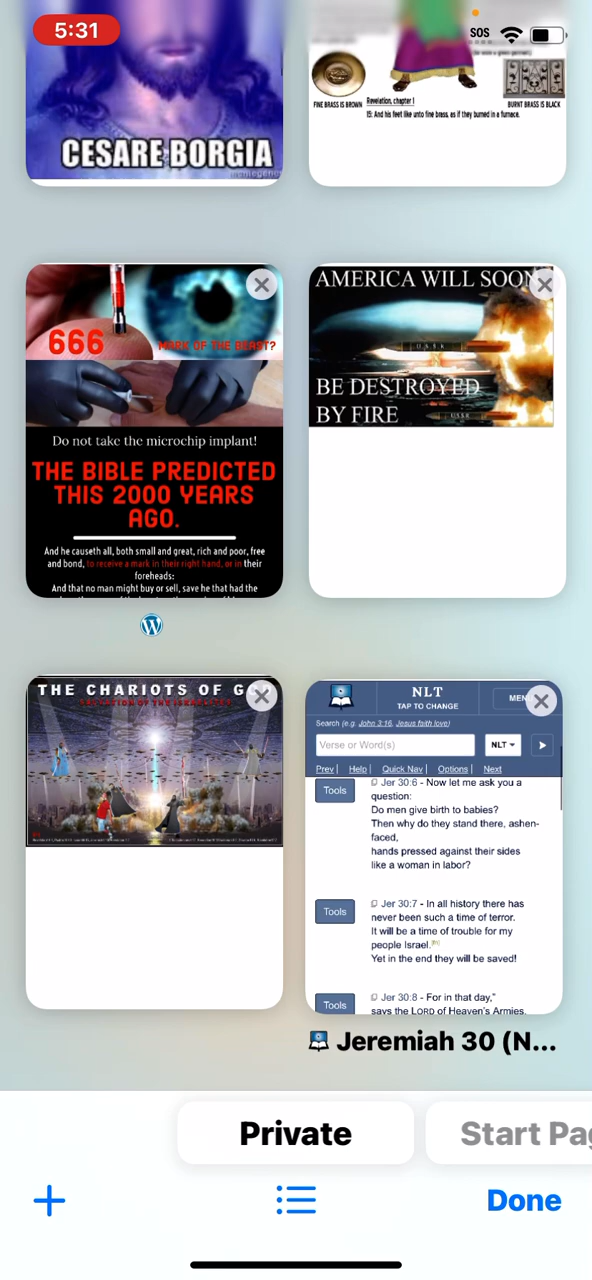 5:31
SOS
CESARE BORGIA
FINE BRASS IS BROWN
Revelation, chapter 1
BURNT BRASS IS BLACK
15: And his feet like unto fine brass, as if they burned in a furnace.
666
MARK OF THE BEAST?
Do not take the microchip implant!
THE BIBLE PREDICTED
THIS 2000 YEARS
AGO.
And he causeth all, both small and great, rich and poor, free
and bond, to receive a mark in their right hand, or in their
foreheads:
And that no man might buy or sell, save he that had the
AMERICA WILL SOON
BE DESTROYED
BY FIRE
THE CHARIOTS OF G
NLT
TAP TO CHANGE
MEN
Search (e.g. John 3:16, Jesus faith love)
Verse or Word(s)
NLT
Prev | Help | Quick Nav | Options | Next
Tools
Jer 30:6 - Now let me ask you a
question:
Do men give birth to babies?
Then why do they stand there, ashen-
faced,
hands pressed against their sides
like a woman in labor?
Tools
Jer 30:7 - In all history there has
never been such a time of terror.
It will be a time of trouble for my
people Israel.
Yet in the end they will be saved!
Tools
Jer 30:8 - For in that day,"
says the LORD of Heaven's Armies,
Jeremiah 30 (N...
Private
Start Pag
Done